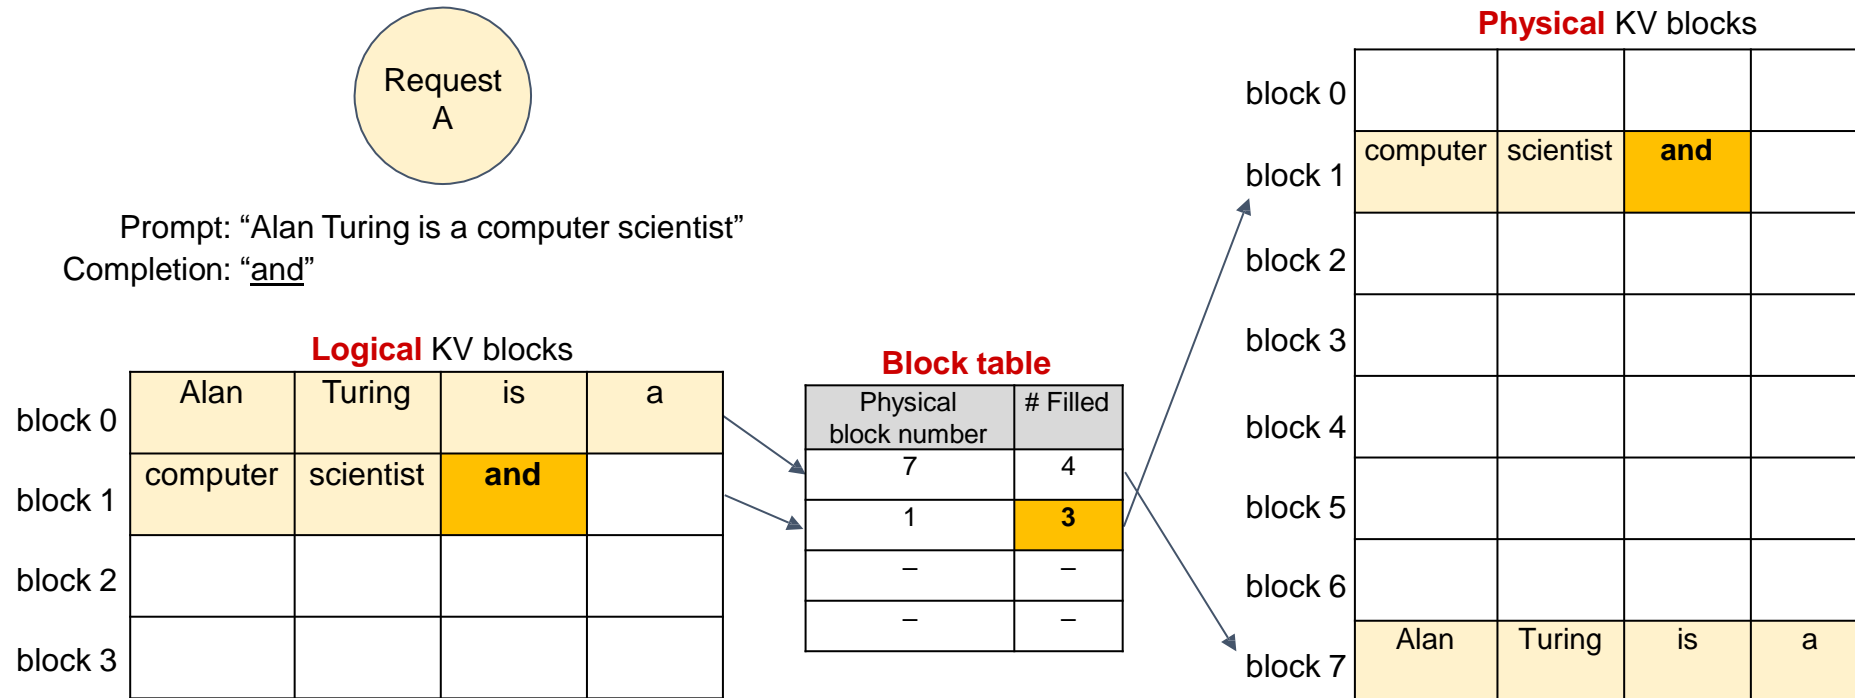 Request
A
Prompt: “Alan Turing is a computer scientist”
Completion: “and”
Logical KV blocks
block 0 Alan Turing is a
block 1 computer scientist and
block 2
block 3
Block table
Physical block number # Filled
7 4
1 3
– –
– –
Physical KV blocks
block 0
block 1 computer scientist and
block 2
block 3
block 4
block 5
block 6
block 7 Alan Turing is a